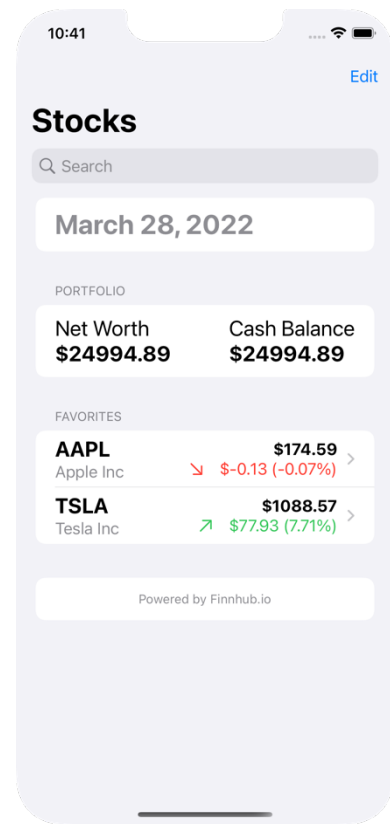 10:41
Edit
Stocks
Search
March 28, 2022
PORTFOLIO
Net Worth Cash Balance
$24994.89 $24994.89
FAVORITES
AAPL $174.59
Apple Inc $-0.13 (-0.07%)
TSLA $1088.57
Tesla Inc $77.93 (7.71%)
Powered by Finnhub.io